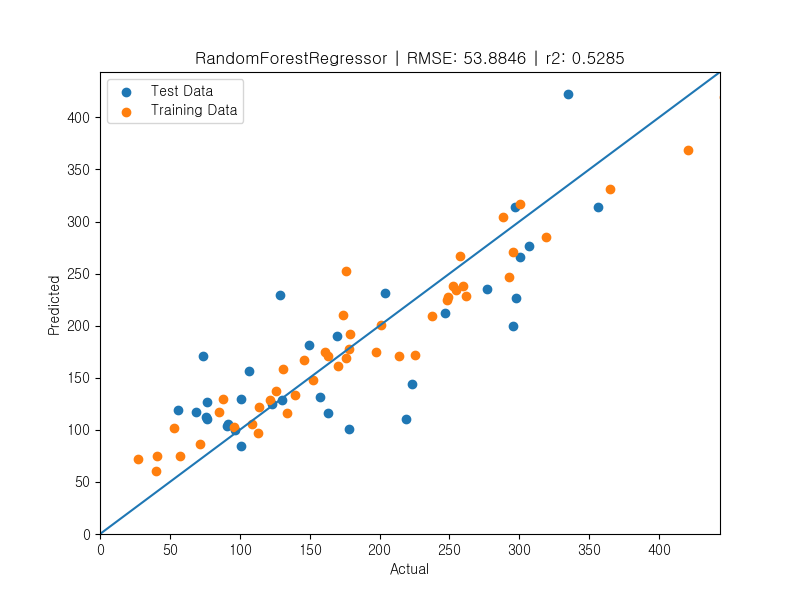 RandomForestRegressor | RMSE: 53.8846 | r2: 0.5285
Test Data
Training Data
400
350
300
250
200
150
100
50
0
Predicted
0 50 100 150 200 250 300 350 400
Actual